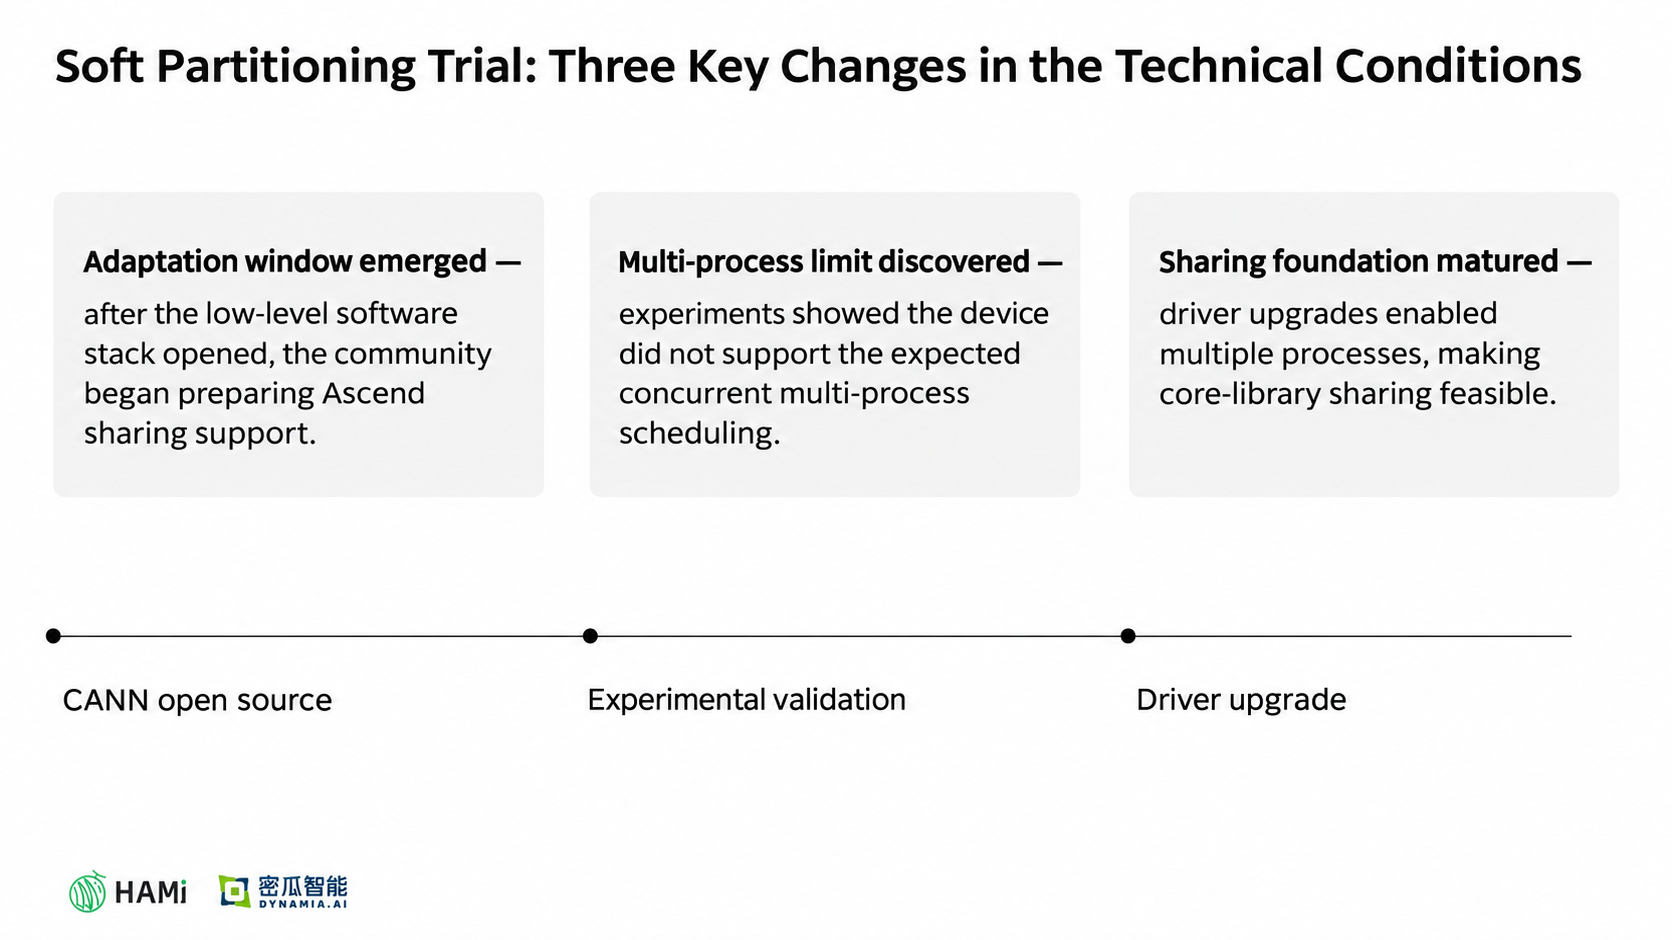 Soft Partitioning Trial: Three Key Changes in the Technical Conditions
Adaptation window emerged —
after the low-level software
stack opened, the community
began preparing Ascend
sharing support.
Multi-process limit discovered —
experiments showed the device
did not support the expected
concurrent multi-process
scheduling.
Sharing foundation matured —
driver upgrades enabled
multiple processes, making
core-library sharing feasible.
CANN open source
Experimental validation
Driver upgrade
HAMi
密瓜智能
DYNAMIA.AI